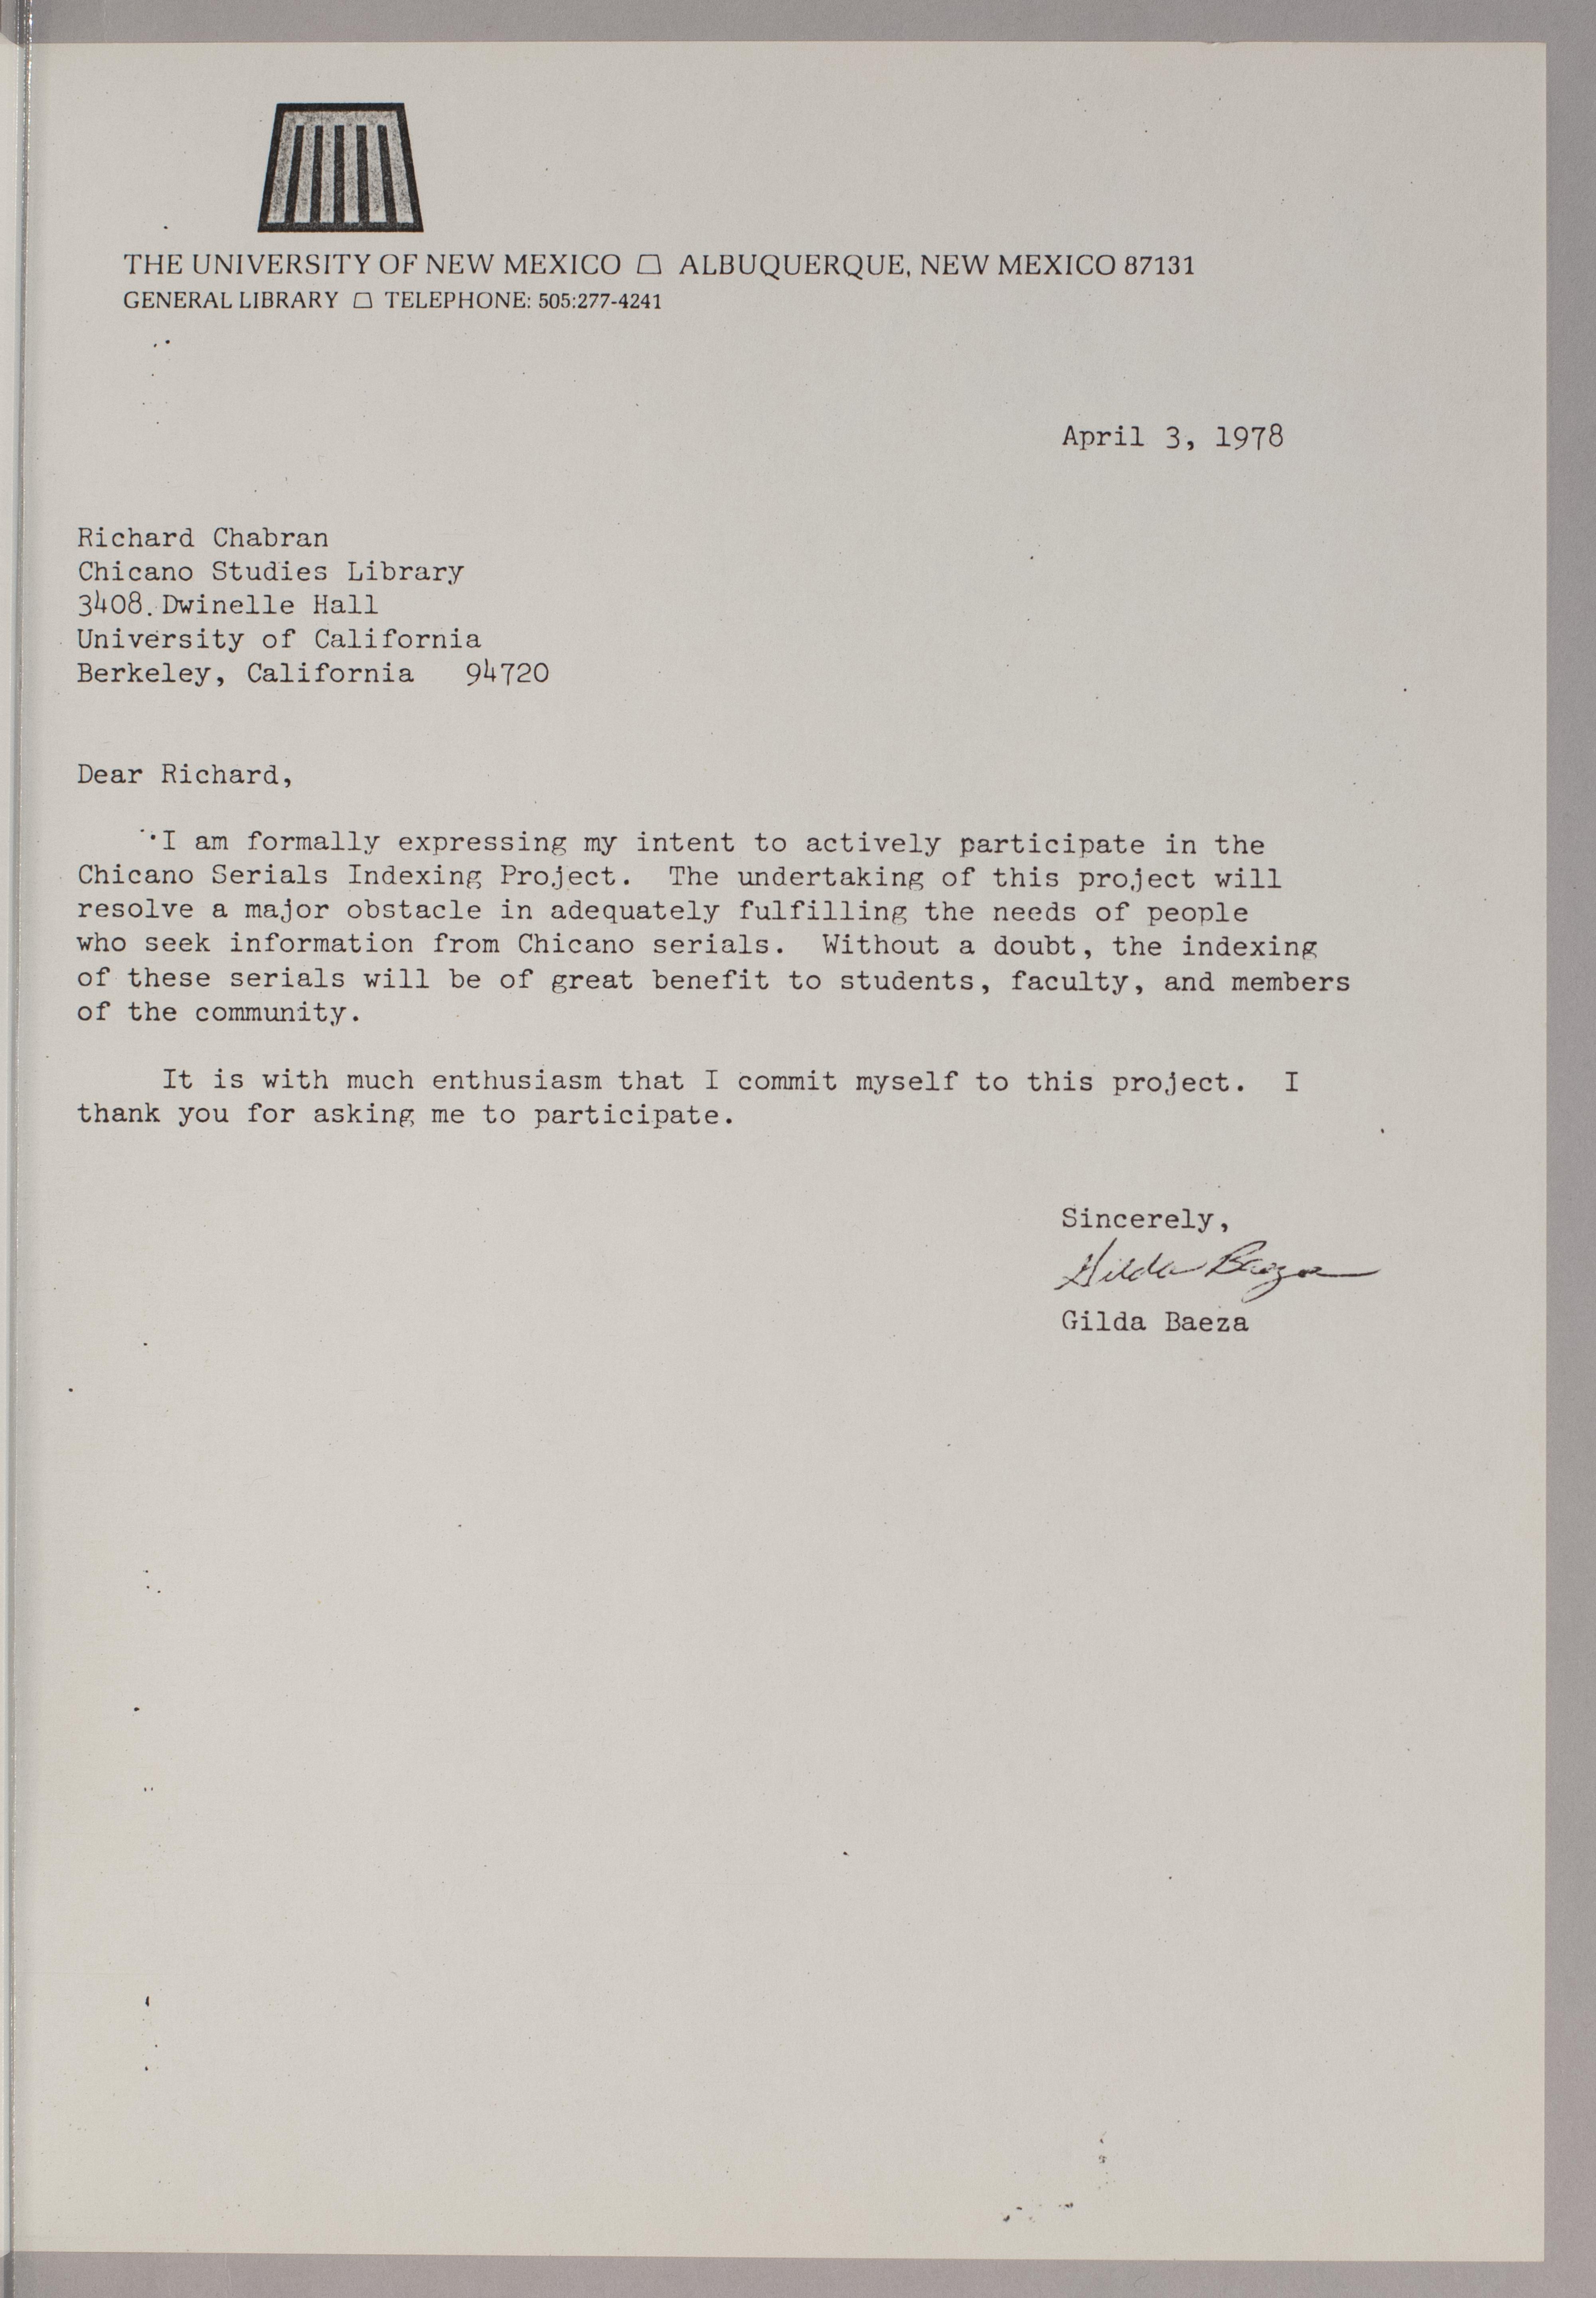 THE UNIVERSITY OF NEW MEXICO ALBUQUERQUE, NEW MEXICO 87131
GENERAL LIBRARY TELEPHONE: 505:277-4241
April 3, 1978
Richard Chabran
Chicano Studies Library
3408 Dwinelle Hall
University of California
Berkeley, California 94720
Dear Richard,
I am formally expressing my intent to actively participate in the
Chicano Serials Indexing Project. The undertaking of this project will
resolve a major obstacle in adequately fulfilling the needs of people
who seek information from Chicano serials. Without a doubt, the indexing
of these serials will be of great benefit to students, faculty, and members
of the community.
It is with much enthusiasm that I commit myself to this project. I
thank you for asking me to participate.
Sincerely,
Gilda Baeza
Gilda Baeza